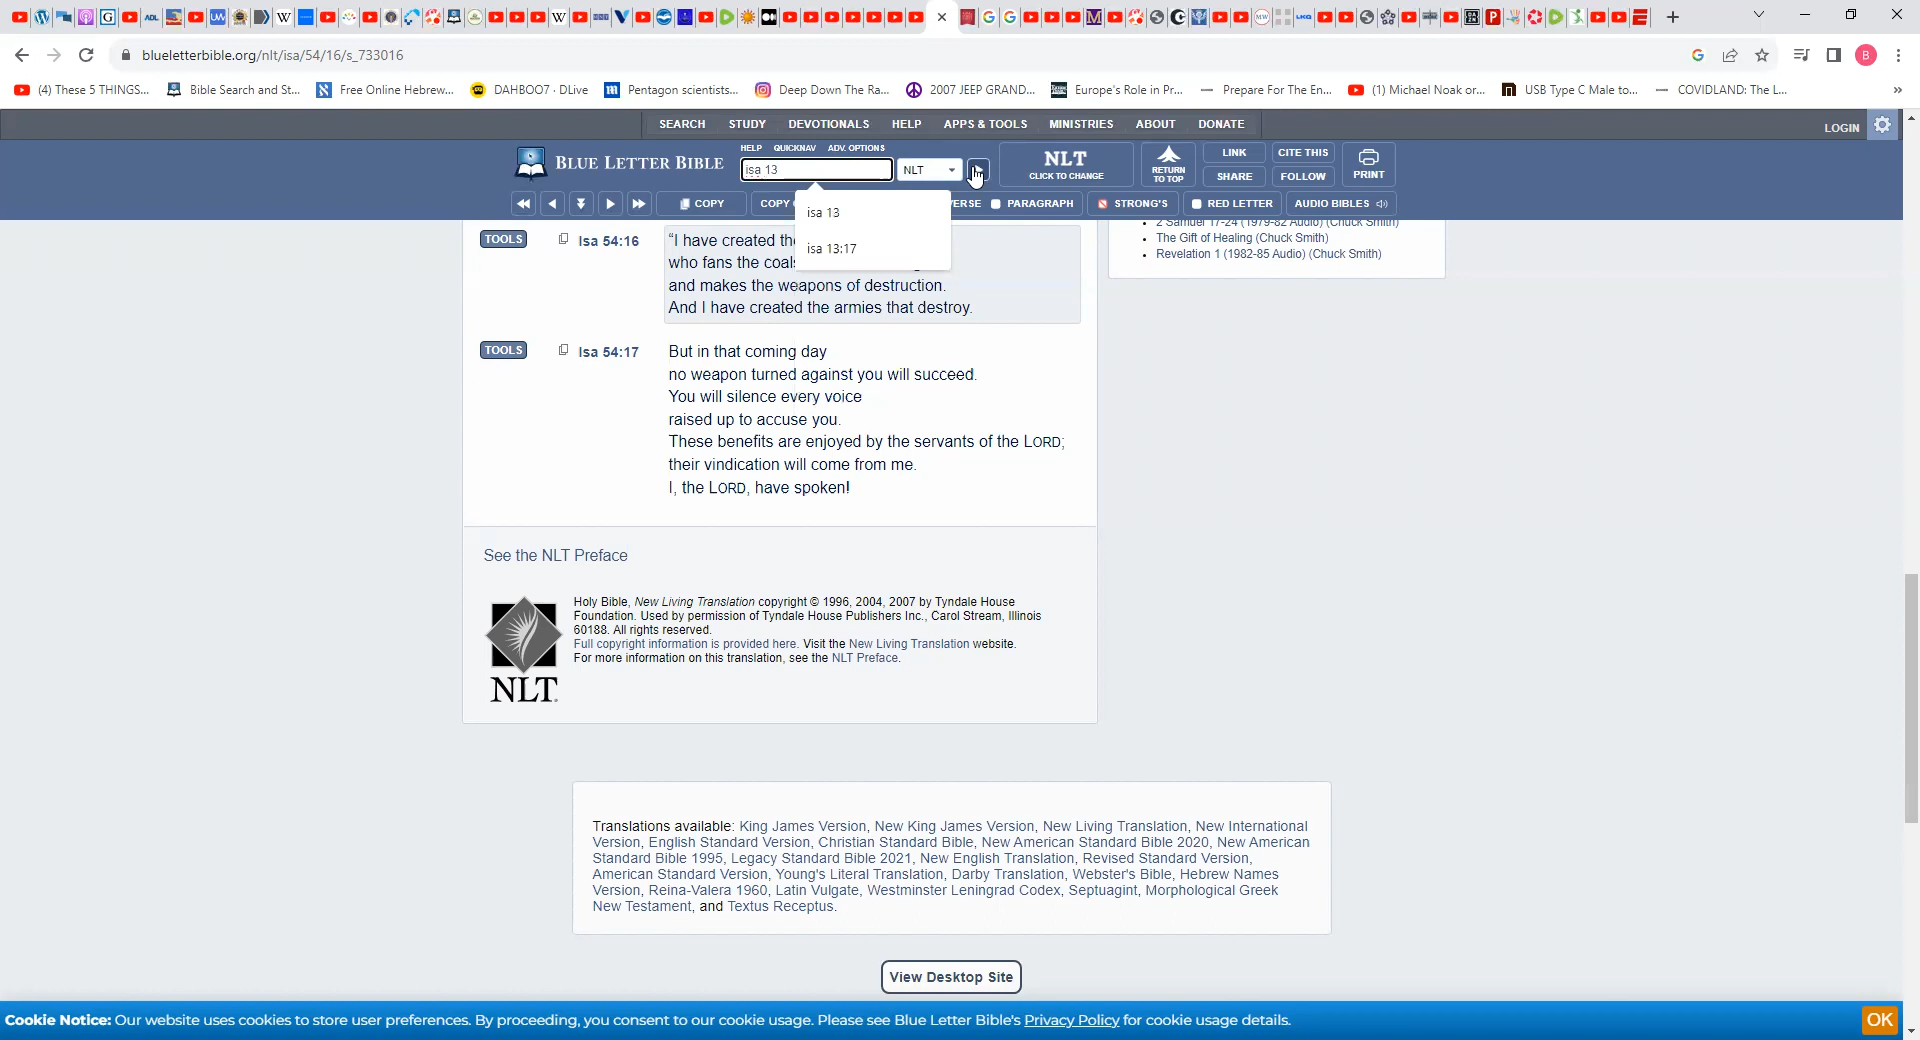 blueletterbible.org/nlt/isa/54/16/s_733016
(4) These 5 THINGS...
Bible Search and St...
Free Online Hebrew...
DAHBOO7 · DLive
Pentagon scientists...
Deep Down The Ra...
2007 JEEP GRAND...
Europe's Role in Pr...
Prepare For The En...
(1) Michael Noak or...
USB Type C Male to...
COVIDLAND: The L...
SEARCH STUDY DEVOTIONALS HELP APPS & TOOLS MINISTRIES ABOUT DONATE
LOGIN
HELP QUICKNAV ADV. OPTIONS
BLUE LETTER BIBLE
isa 13
NLT
NLT
CLICK TO CHANGE
RETURN
TO TOP
LINK
CITE THIS
SHARE
FOLLOW
PRINT
COPY
COPY
VERSE
PARAGRAPH
STRONG'S
RED LETTER
AUDIO BIBLES
isa 13
isa 13:17
2 Samuel 17-24 (1979-82 Audio) (Chuck Smith)
The Gift of Healing (Chuck Smith)
Revelation 1 (1982-85 Audio) (Chuck Smith)
TOOLS
Isa 54:16
“I have created the
who fans the coals
and makes the weapons of destruction.
And I have created the armies that destroy.
TOOLS
Isa 54:17
But in that coming day
no weapon turned against you will succeed.
You will silence every voice
raised up to accuse you.
These benefits are enjoyed by the servants of the LORD;
their vindication will come from me.
I, the LORD, have spoken!
See the NLT Preface
Holy Bible, New Living Translation copyright © 1996, 2004, 2007 by Tyndale House
Foundation. Used by permission of Tyndale House Publishers Inc., Carol Stream, Illinois
60188. All rights reserved.
Full copyright information is provided here. Visit the New Living Translation website.
For more information on this translation, see the NLT Preface.
NLT
Translations available: King James Version, New King James Version, New Living Translation, New International
Version, English Standard Version, Christian Standard Bible, New American Standard Bible 2020, New American
Standard Bible 1995, Legacy Standard Bible 2021, New English Translation, Revised Standard Version,
American Standard Version, Young's Literal Translation, Darby Translation, Webster's Bible, Hebrew Names
Version, Reina-Valera 1960, Latin Vulgate, Westminster Leningrad Codex, Septuagint, Morphological Greek
New Testament, and Textus Receptus.
View Desktop Site
Cookie Notice: Our website uses cookies to store user preferences. By proceeding, you consent to our cookie usage. Please see Blue Letter Bible's Privacy Policy for cookie usage details.
OK